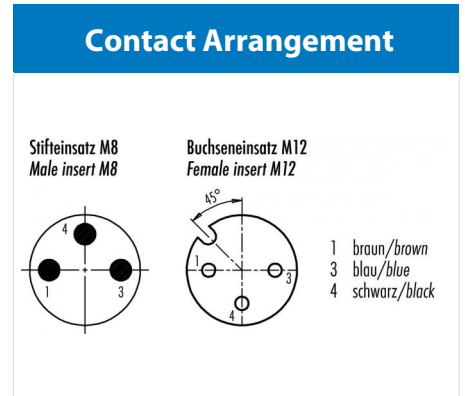 Contact Arrangement
Stifteinsatz M8
Male insert M8
4
1
3
Buchseneinsatz M12
Female insert M12
45°
1
3
4
1 braun/brown
3 blau/blue
4 schwarz/black